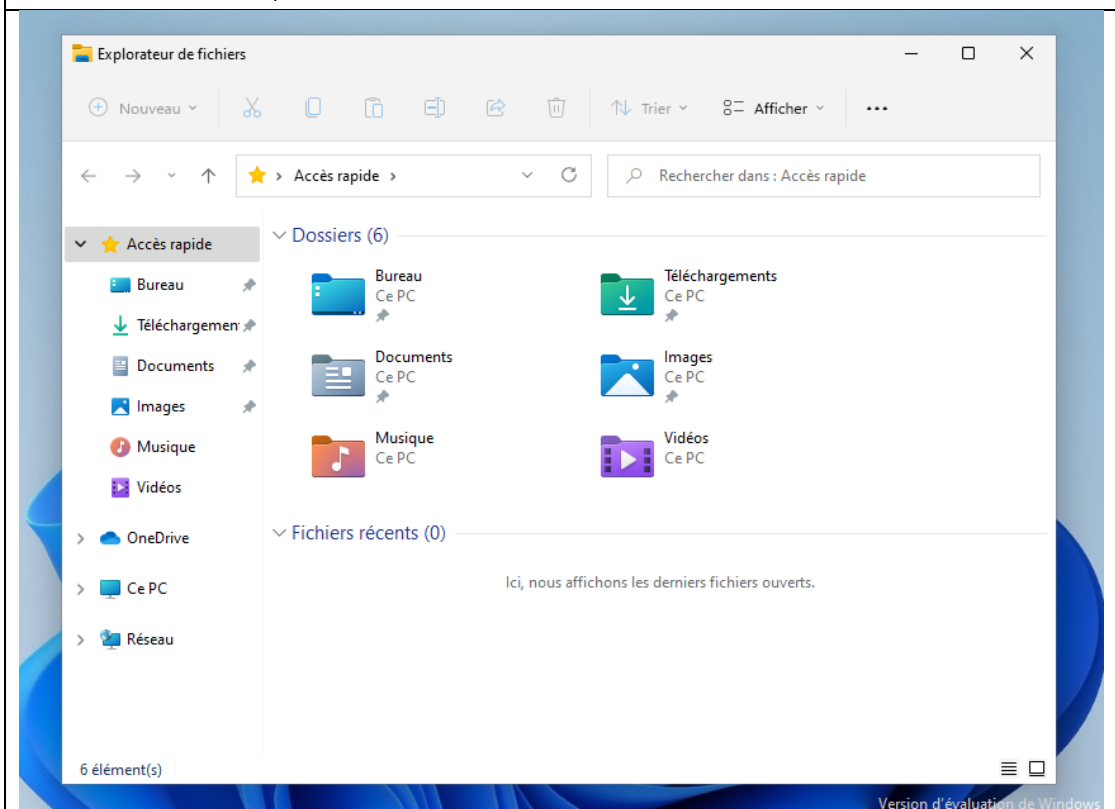 Explorateur de fichiers
Nouveau
Trier
Afficher
Accès rapide
Rechercher dans : Accès rapide
Accès rapide
Bureau
Téléchargemen
Documents
Images
Musique
Vidéos
OneDrive
Ce PC
Réseau
Dossiers (6)
Bureau
Ce PC
Téléchargements
Ce PC
Documents
Ce PC
Images
Ce PC
Musique
Ce PC
Vidéos
Ce PC
Fichiers récents (0)
Ici, nous affichons les derniers fichiers ouverts.
6 élément(s)
Version d'évaluation de Windows